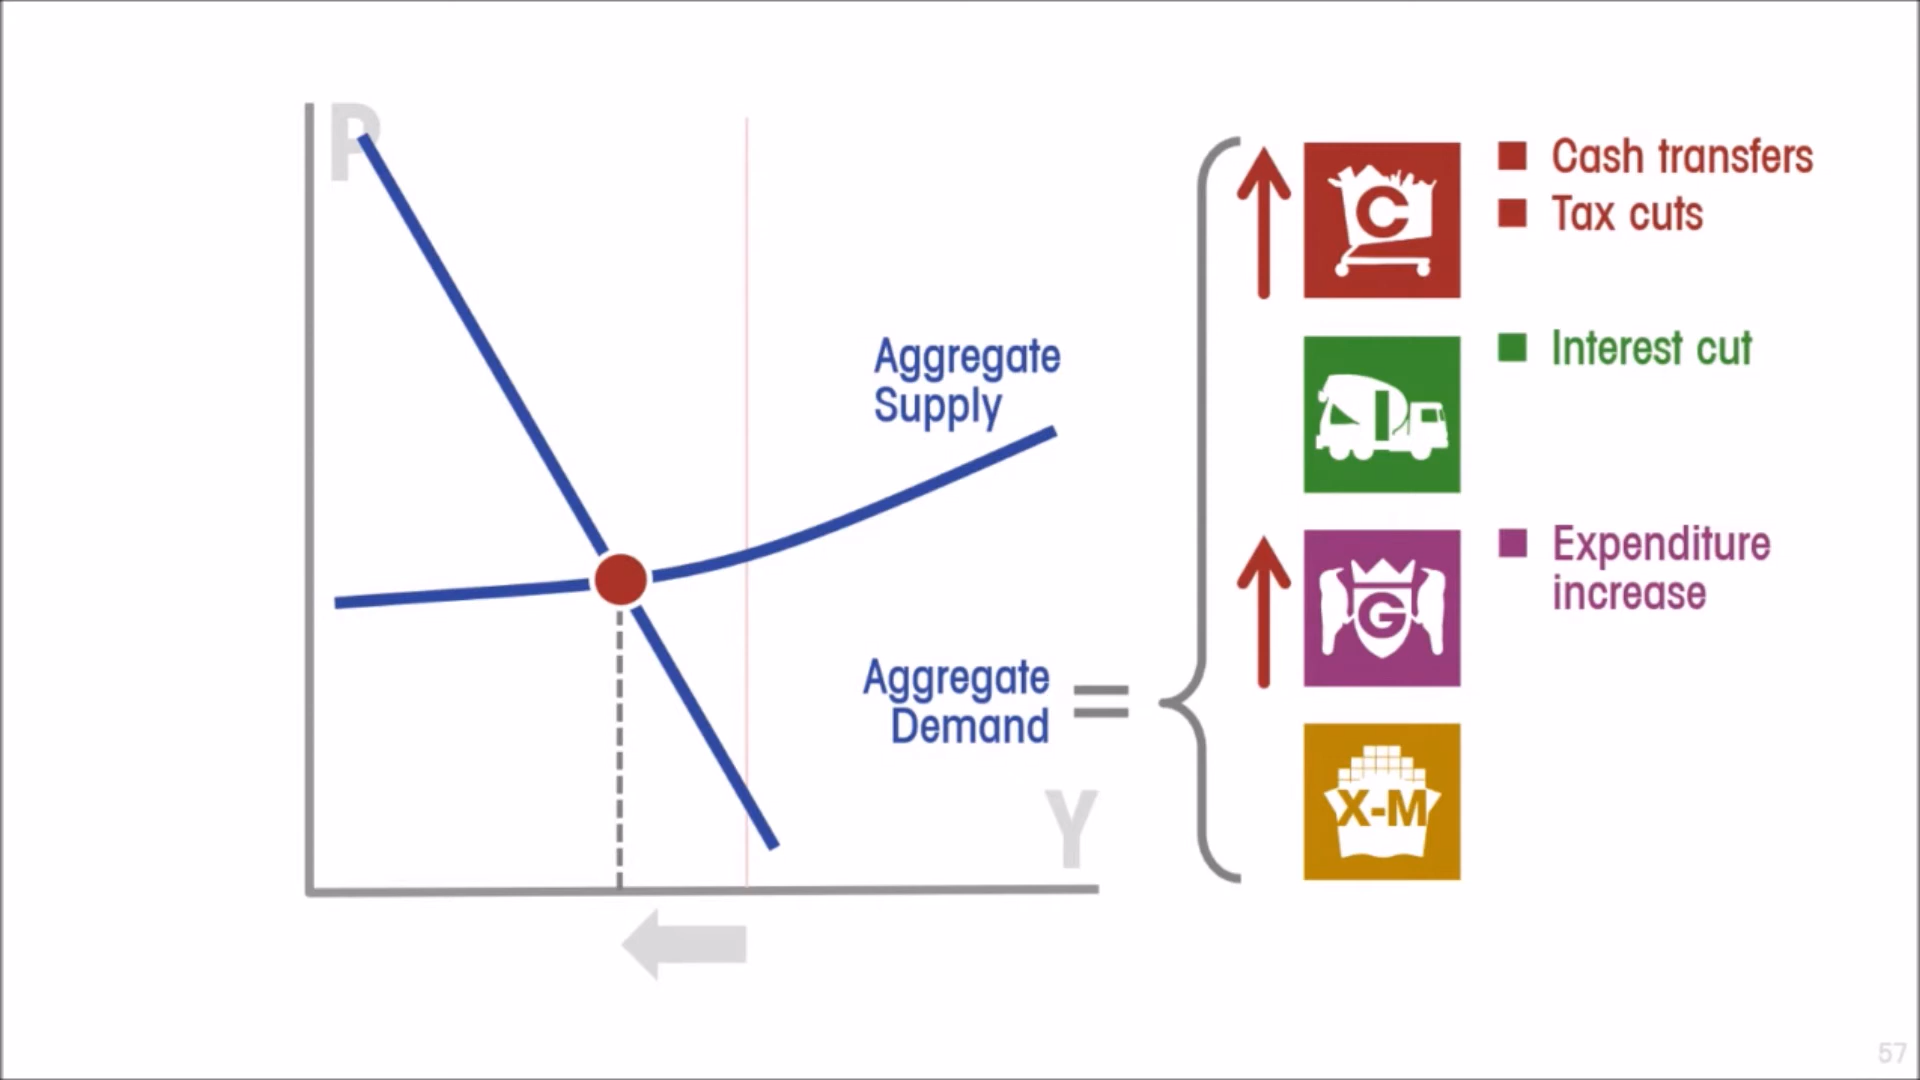 P
Aggregate
Supply
Aggregate
Demand
=
Y
C
Cash transfers
Tax cuts
I
Interest cut
G
Expenditure
increase
X-M
57